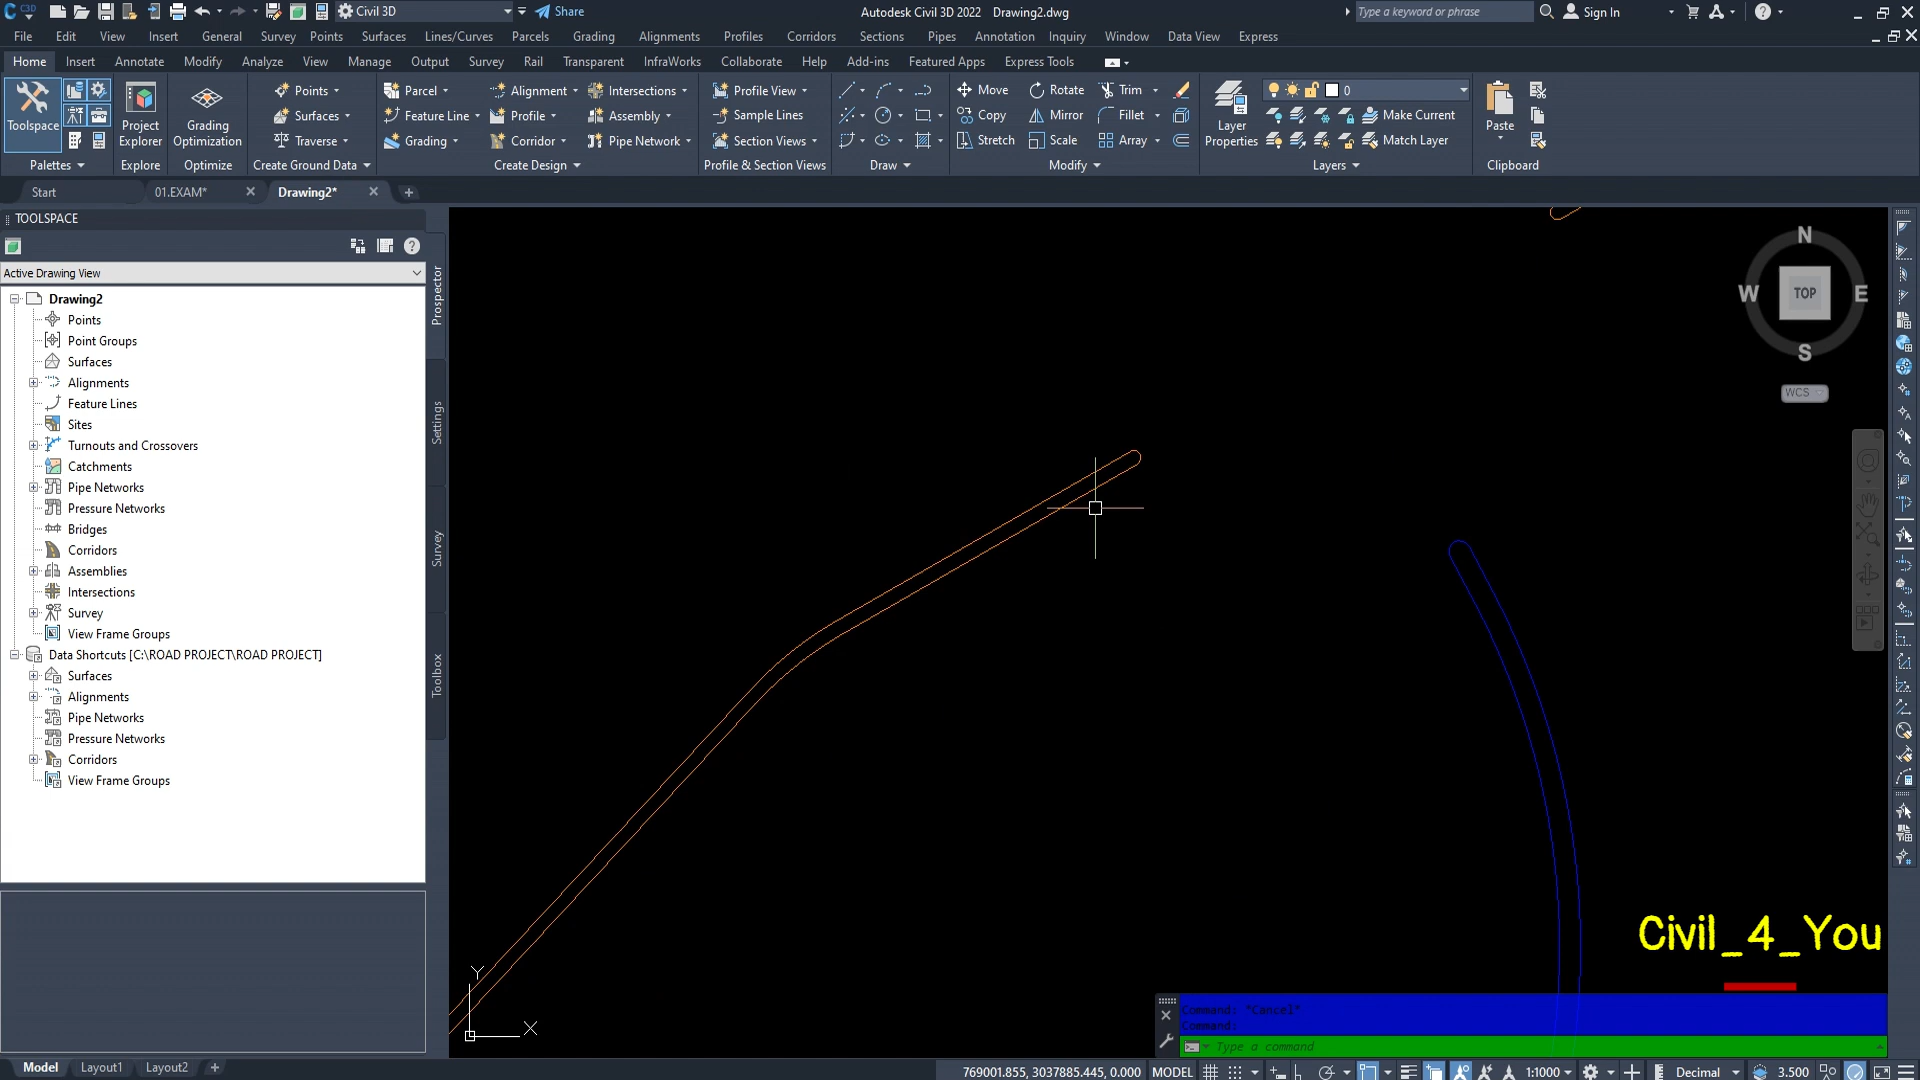 C3D
Civil 3D
Share
Autodesk Civil 3D 2022 Drawing2.dwg
Type a keyword or phrase
Sign In
File Edit View Insert General Survey Points Surfaces Lines/Curves Parcels Grading Alignments Profiles Corridors Sections Pipes Annotation Inquiry Window Data View Express
Home Insert Annotate Modify Analyze View Manage Output Survey Rail Transparent InfraWorks Collaborate Help Add-ins Featured Apps Express Tools
Toolspace
Palettes
Project Explorer
Explore
Grading Optimization
Optimize
Points
Surfaces
Traverse
Create Ground Data
Parcel
Feature Line
Grading
Alignment
Profile
Corridor
Intersections
Assembly
Pipe Network
Create Design
Profile View
Sample Lines
Section Views
Profile & Section Views
Draw
Move
Copy
Stretch
Rotate
Mirror
Scale
Trim
Fillet
Array
Modify
Layer Properties
0
Make Current
Match Layer
Layers
Paste
Clipboard
Start
01.EXAM*
Drawing2*
TOOLSPACE
Active Drawing View
Drawing2
Points
Point Groups
Surfaces
Alignments
Feature Lines
Sites
Turnouts and Crossovers
Catchments
Pipe Networks
Pressure Networks
Bridges
Corridors
Assemblies
Intersections
Survey
View Frame Groups
Data Shortcuts [C:\ROAD PROJECT\ROAD PROJECT]
Surfaces
Alignments
Pipe Networks
Pressure Networks
Corridors
View Frame Groups
Prospector
Settings
Survey
Toolbox
N
W TOP E
S
WCS
Y
X
Civil_4_You
Command: *Cancel*
Command:
Type a command
Model Layout1 Layout2
769001.855, 3037885.445, 0.000 MODEL
1:1000
Decimal
3.500